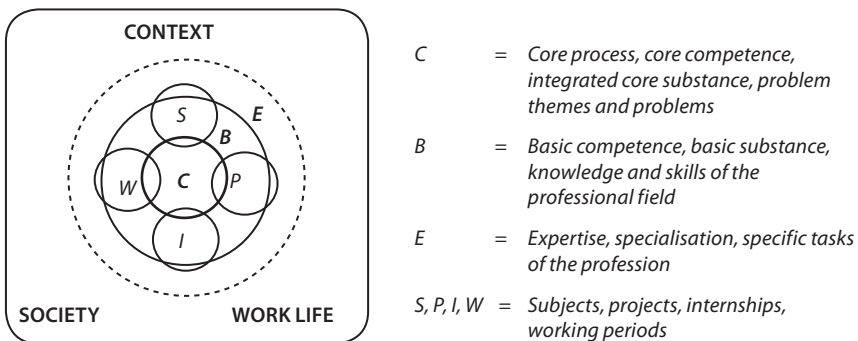 CONTEXT
S
E
B
W
C
P
I
SOCIETY
WORK LIFE
C = Core process, core competence,
integrated core substance, problem
themes and problems
B = Basic competence, basic substance,
knowledge and skills of the
professional field
E = Expertise, specialisation, specific tasks
of the profession
S, P, I, W = Subjects, projects, internships,
working periods